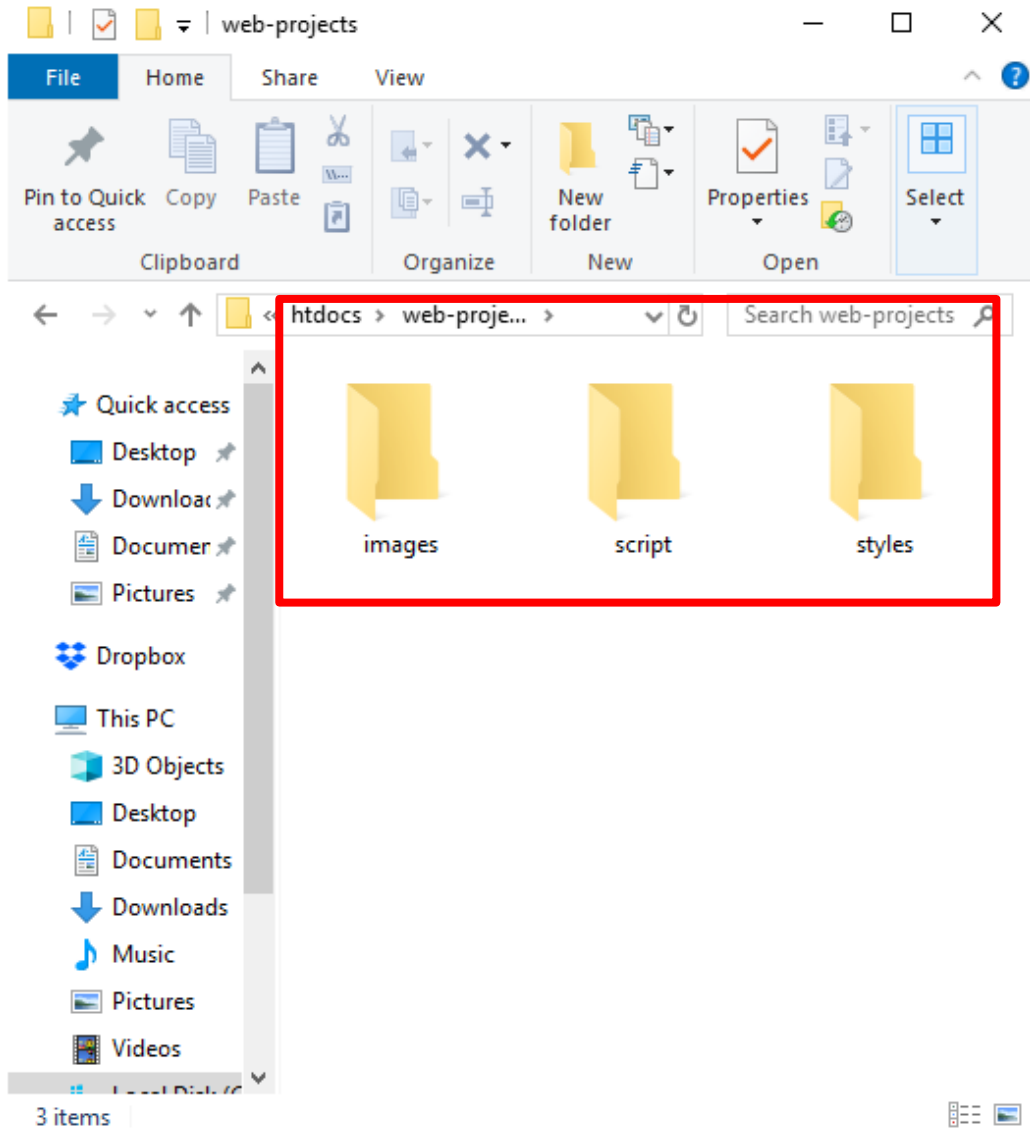 web-projects
File Home Share View
Pin to Quick access
Copy
Paste
New folder
Properties
Select
Clipboard Organize New Open
htdocs > web-proje... >
Search web-projects
Quick access
Desktop
Downloa
Documen
Pictures
Dropbox
This PC
3D Objects
Desktop
Documents
Downloads
Music
Pictures
Videos
images script styles
3 items